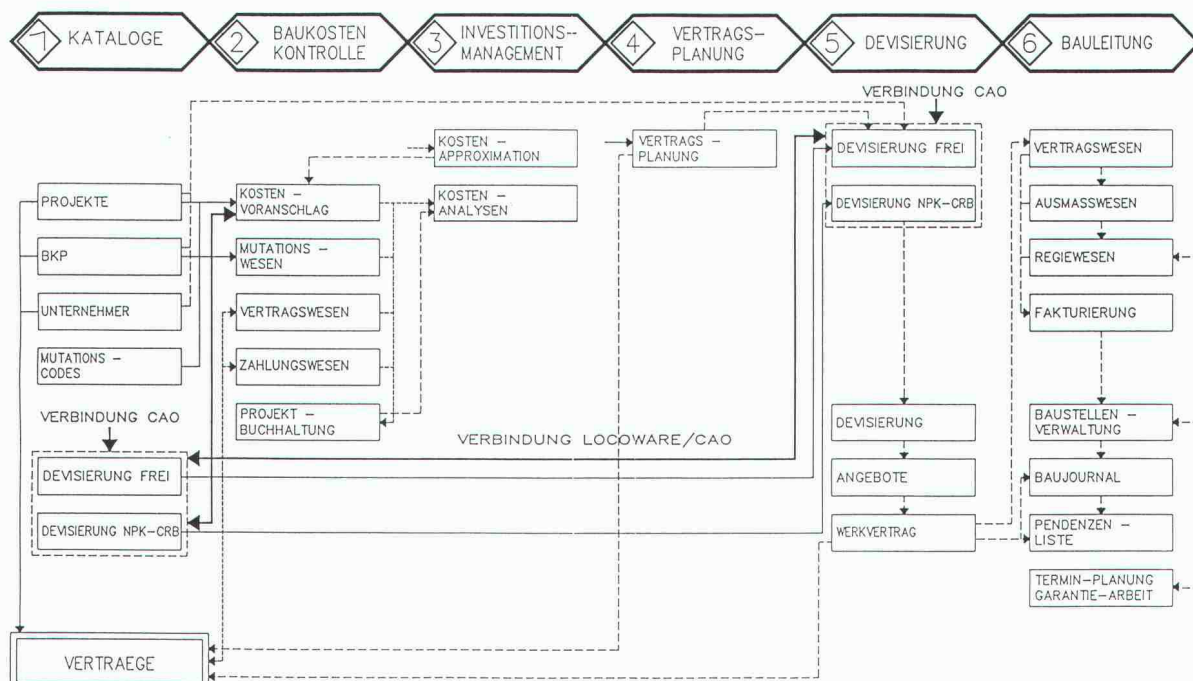 1 KATALOGE
2 BAUKOSTEN
KONTROLLE
3 INVESTITIONS--
MANAGEMENT
4 VERTRAGS-
PLANUNG
5 DEVISIERUNG
6 BAULEITUNG
VERBINDUNG CAO
PROJEKTE
BKP
UNTERNEHMER
MUTATIONS -
CODES
VERBINDUNG CAO
DEVISIERUNG FREI
DEVISIERUNG NPK-CRB
VERTRAEGE
KOSTEN -
VORANSCHLAG
MUTATIONS -
WESEN
VERTRAGSWESEN
ZAHLUNGSWESEN
PROJEKT -
BUCHHALTUNG
KOSTEN -
APPROXIMATION
KOSTEN -
ANALYSEN
VERBINDUNG LOCOWARE/CAO
VERTRAGS -
PLANUNG
DEVISIERUNG FREI
DEVISIERUNG NPK-CRB
DEVISIERUNG
ANGEBOTE
WERKVERTRAG
VERTRAGSWESEN
AUSMASSWESEN
REGIEWESEN
FAKTURIERUNG
BAUSTELLEN -
VERWALTUNG
BAUJOURNAL
PENDENZEN -
LISTE
TERMIN-PLANUNG
GARANTIE-ARBEIT